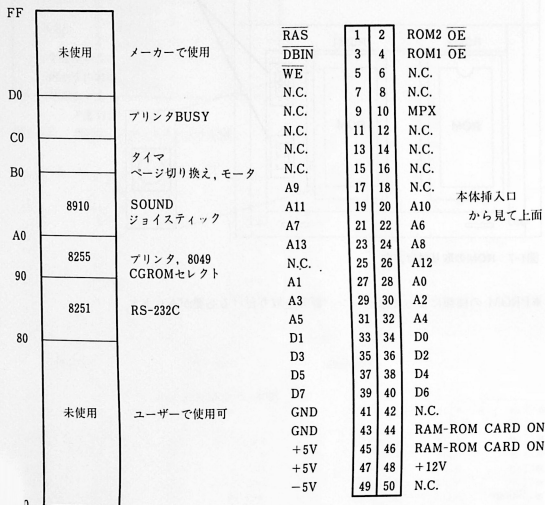 FF
未使用 メーカーで使用
D0
プリンタBUSY
C0
タイマ
ページ切り換え, モータ
B0
8910 SOUND
ジョイスティック
A0
8255 プリンタ, 8049
CGROMセレクト
90
8251 RS-232C
80
未使用 ユーザーで使用可
RAS 1 2 ROM2 OE
DBIN 3 4 ROM1 OE
WE 5 6 N.C.
N.C. 7 8 N.C.
N.C. 9 10 MPX
N.C. 11 12 N.C.
N.C. 13 14 N.C.
N.C. 15 16 N.C.
A9 17 18 N.C.
A11 19 20 A10
A7 21 22 A6
A13 23 24 A8
N.C. 25 26 A12
A1 27 28 A0
A3 29 30 A2
A5 31 32 A4
D1 33 34 D0
D3 35 36 D2
D5 37 38 D4
D7 39 40 D6
GND 41 42 N.C.
GND 43 44 RAM-ROM CARD ON
+5V 45 46 RAM-ROM CARD ON
+5V 47 48 +12V
−5V 49 50 N.C.
本体挿入口
から見て上面